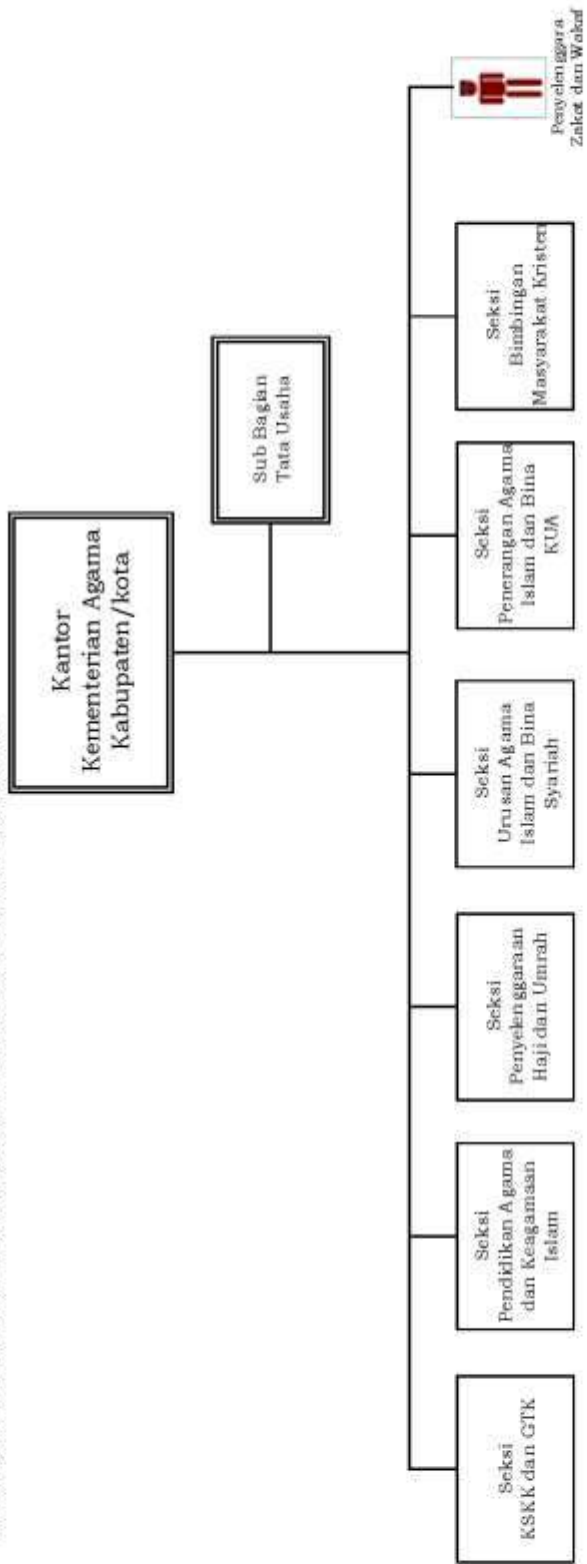 Kantor
Kementerian Agama
Kabupaten/kota
Sub Bagian
Tata Usaha
Seksi
KSKK dan GTK
Seksi
Pendidikan Agama
dan Keagamaan
Islam
Seksi
Penyelenggaraan
Haji dan Umrah
Seksi
Urusan Agama
Islam dan Bina
Syariah
Seksi
Penerangan Agama
Islam dan Bina
KUA
Seksi
Bimbingan
Masyarakat Kristen
Penyelenggara
Zakat dan Wakaf